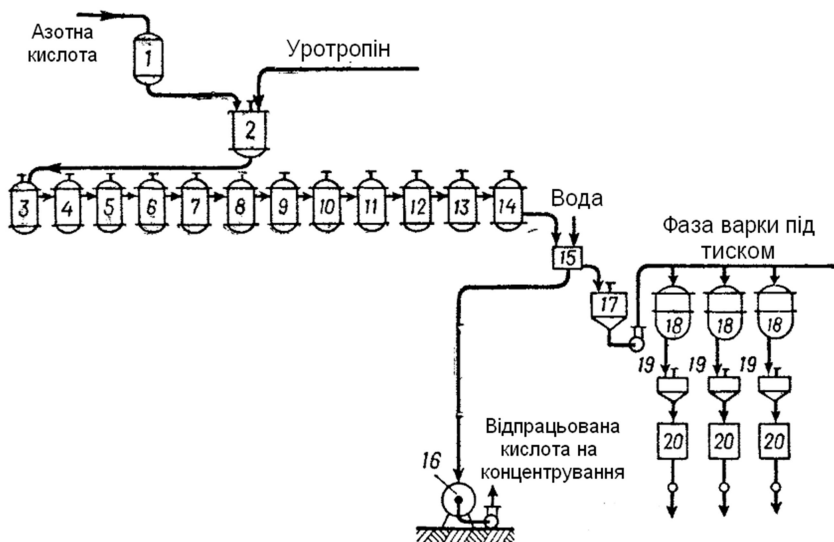 Азотна
кислота
1
Уротропін
2
3 4 5 6 7 8 9 10 11 12 13 14
Вода
15
Фаза варки під
тиском
17
18 18 18
19 19 19
20 20 20
16
Відпрацьована
кислота на
концентрування